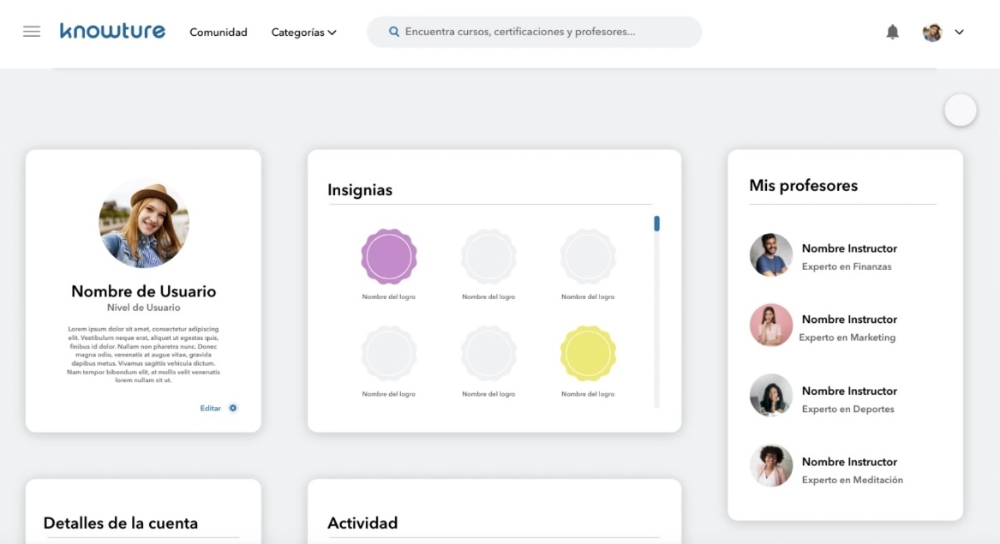 knowture
Comunidad
Categorías
Encuentra cursos, certificaciones y profesores...
Nombre de Usuario
Nivel de Usuario
Lorem ipsum dolor sit amet, consectetur adipiscing
elit. Vestibulum neque erat, aliquet ut egestas quis,
finibus id dolor. Nullam non pharetra nunc. Donec
magna odio, venenatis at augue vitae, gravida
dapibus metus. Vivamus sagittis vehicula dictum.
Nam tempor bibendum elit, at mollis velit venenatis
lorem nullam sit ut.
Editar
Insignias
Nombre del logro
Nombre del logro
Nombre del logro
Nombre del logro
Nombre del logro
Nombre del logro
Mis profesores
Nombre Instructor
Experto en Finanzas
Nombre Instructor
Experto en Marketing
Nombre Instructor
Experto en Deportes
Nombre Instructor
Experto en Meditación
Detalles de la cuenta
Actividad